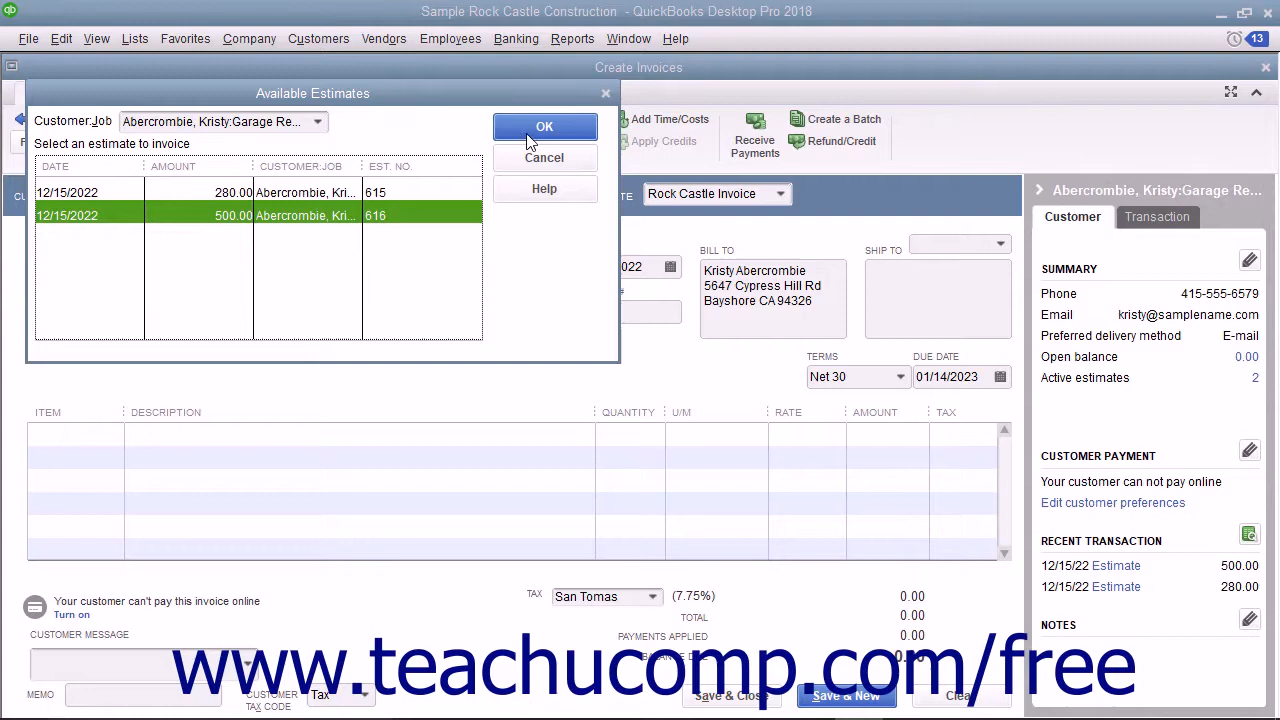 Sample Rock Castle Construction - QuickBooks Desktop Pro 2018
File Edit View Lists Favorites Company Customers Vendors Employees Banking Reports Window Help 13
Create Invoices
Available Estimates
Customer:Job Abercrombie, Kristy:Garage Re...
Select an estimate to invoice
DATE AMOUNT CUSTOMER:JOB EST. NO.
12/15/2022 280.00 Abercrombie, Kri... 615
12/15/2022 500.00 Abercrombie, Kri... 616
OK
Cancel
Help
Add Time/Costs
Apply Credits
Receive
Payments
Create a Batch
Refund/Credit
Rock Castle Invoice
022
BILL TO
Kristy Abercrombie
5647 Cypress Hill Rd
Bayshore CA 94326
SHIP TO
TERMS
Net 30
DUE DATE
01/14/2023
ITEM DESCRIPTION QUANTITY U/M RATE AMOUNT TAX
Your customer can't pay this invoice online
Turn on
CUSTOMER MESSAGE
TAX San Tomas (7.75%) 0.00
TOTAL 0.00
PAYMENTS APPLIED 0.00
MEMO
CUSTOMER
TAX CODE
Tax
Save & Close
Save & New
Abercrombie, Kristy:Garage Re...
Customer Transaction
SUMMARY
Phone 415-555-6579
Email kristy@samplename.com
Preferred delivery method E-mail
Open balance 0.00
Active estimates 2
CUSTOMER PAYMENT
Your customer can not pay online
Edit customer preferences
RECENT TRANSACTION
12/15/22 Estimate 500.00
12/15/22 Estimate 280.00
NOTES
www.teachucomp.com/free